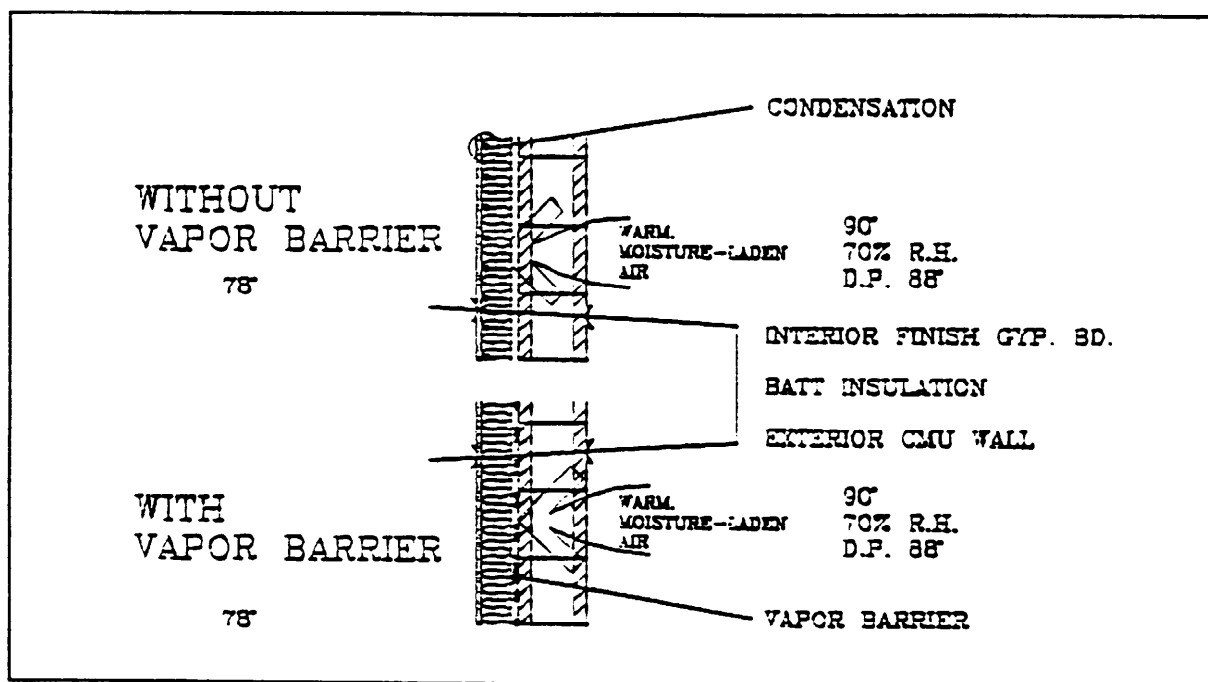 CONDENSATION
WITHOUT
VAPOR BARRIER
78°
WARM,
MOISTURE-LADEN
AIR
90°
70% R.H.
D.P. 88°
INTERIOR FINISH GYP. BD.
BATT INSULATION
EXTERIOR CMU WALL
WITH
VAPOR BARRIER
78°
WARM,
MOISTURE-LADEN
AIR
90°
70% R.H.
D.P. 88°
VAPOR BARRIER